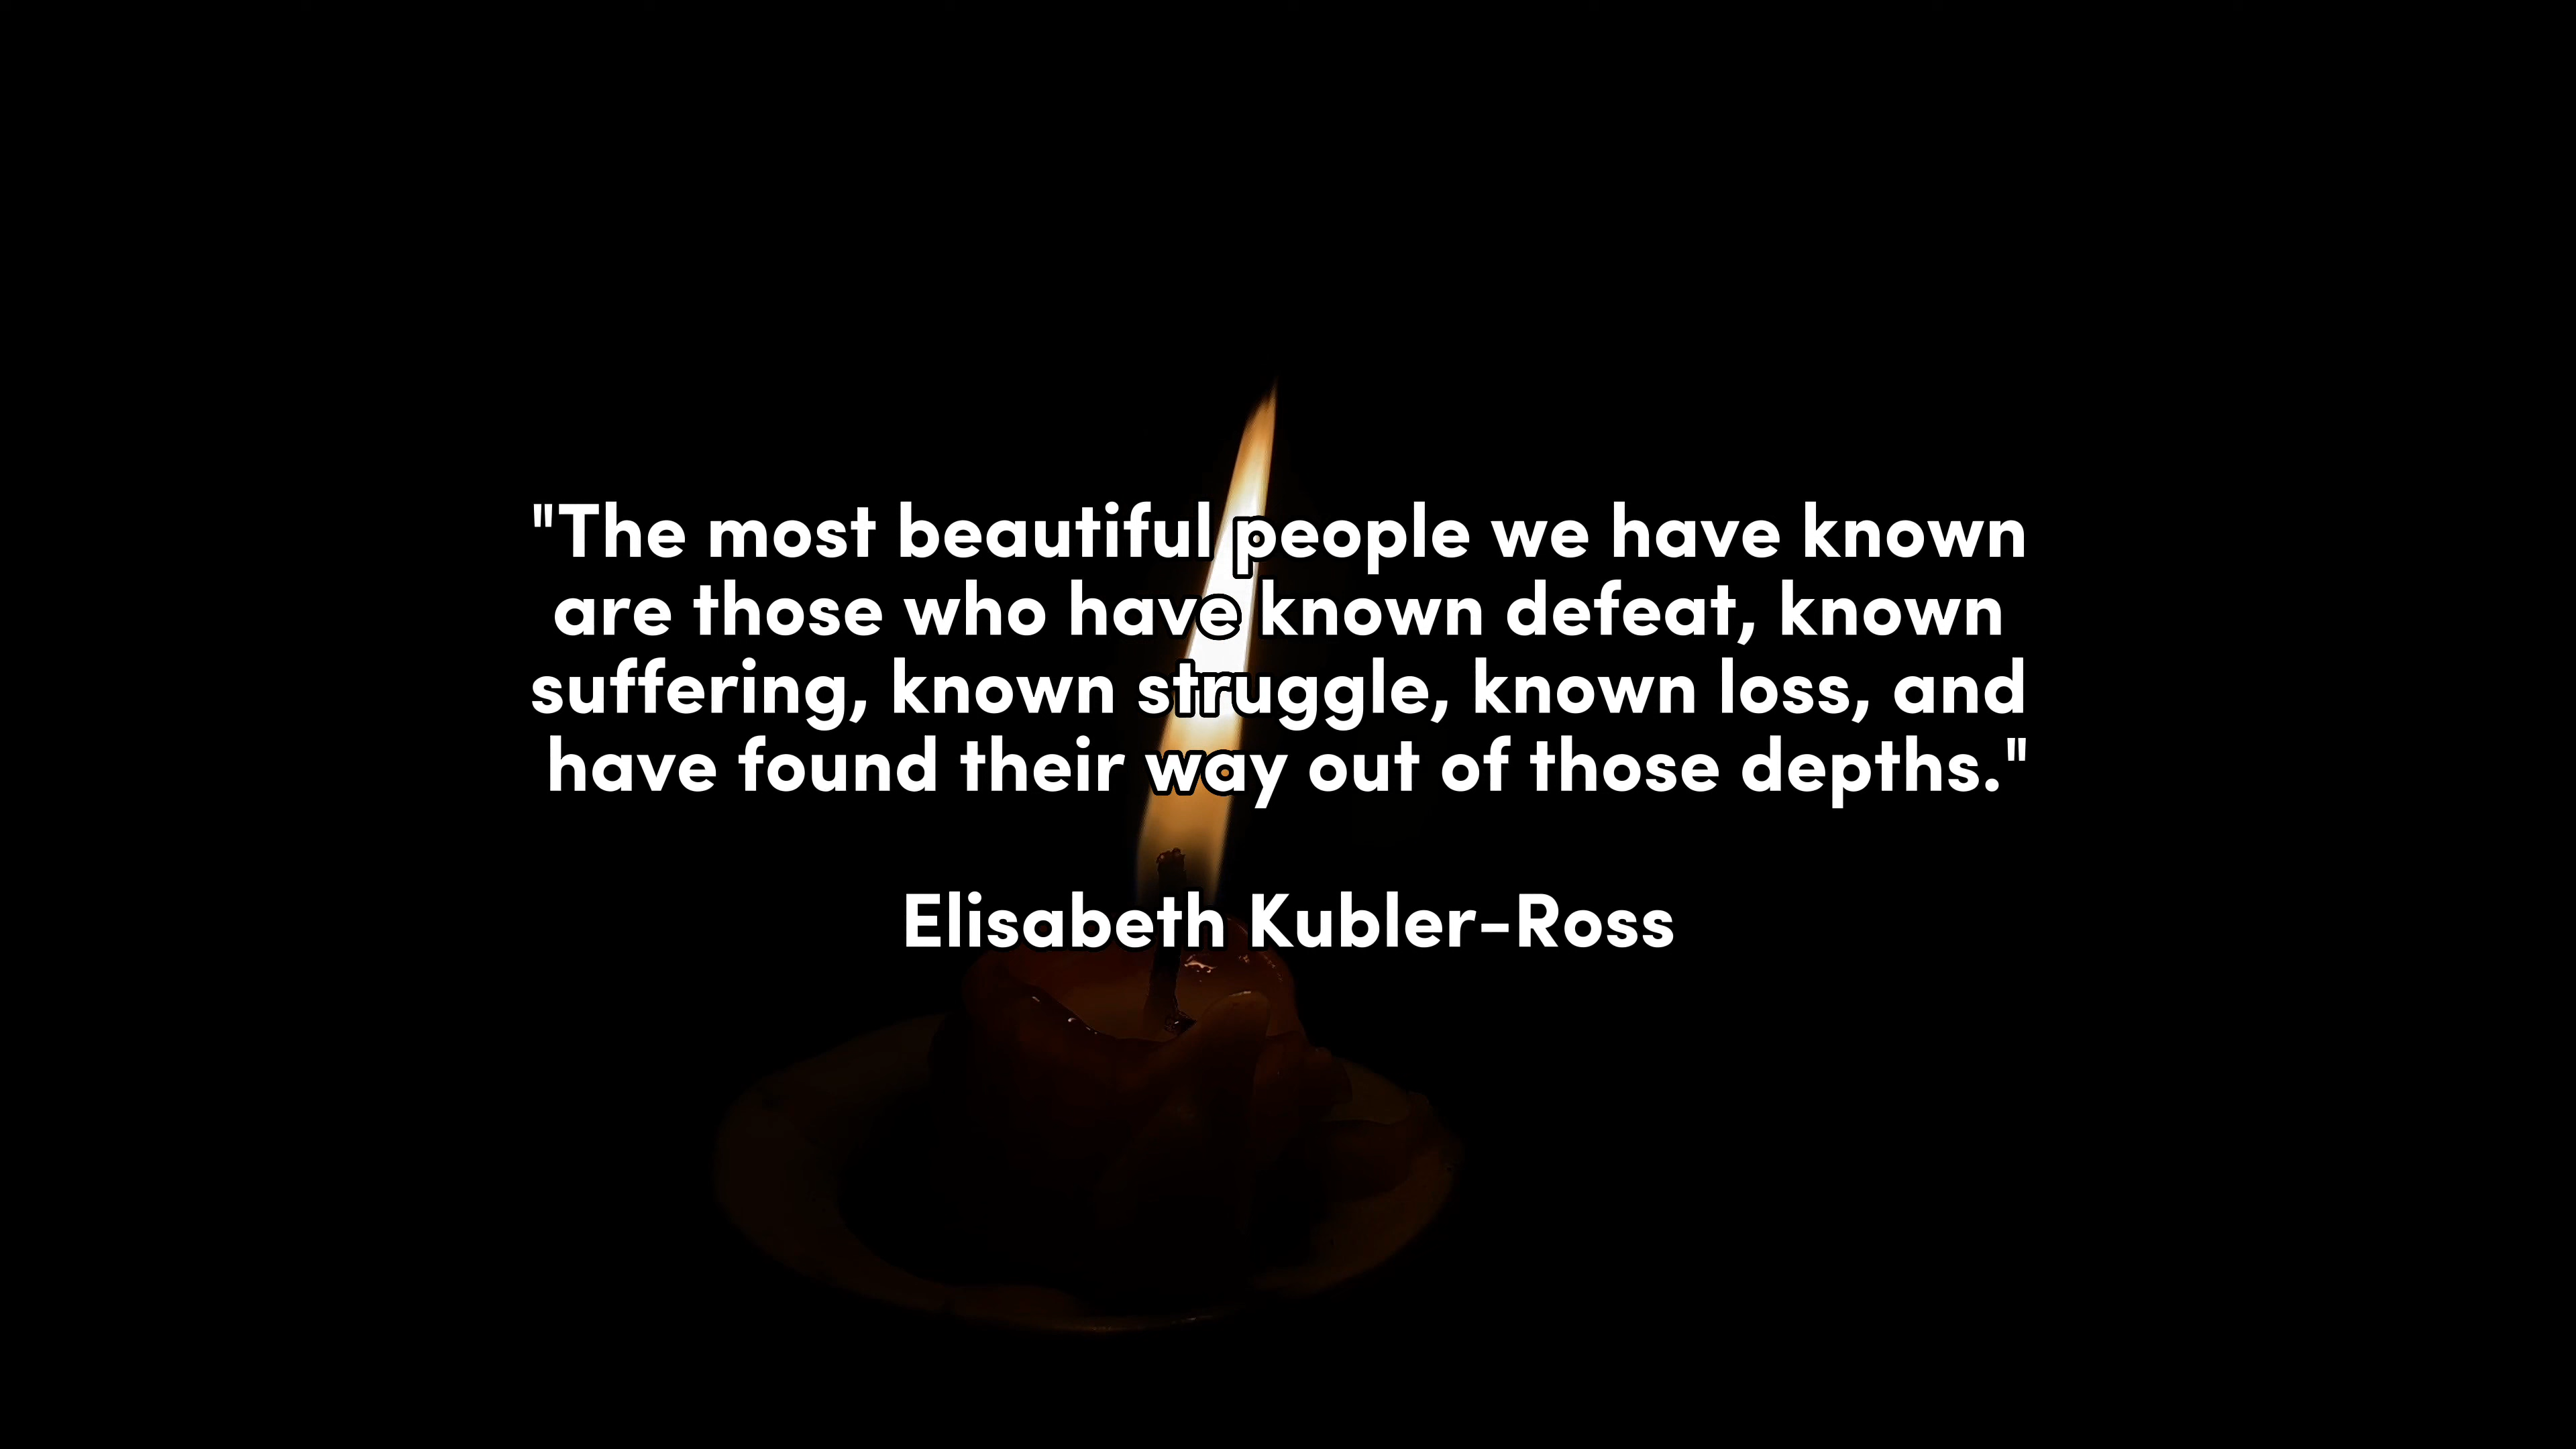 "The most beautiful people we have known
are those who have known defeat, known
suffering, known struggle, known loss, and
have found their way out of those depths."
Elisabeth Kubler-Ross